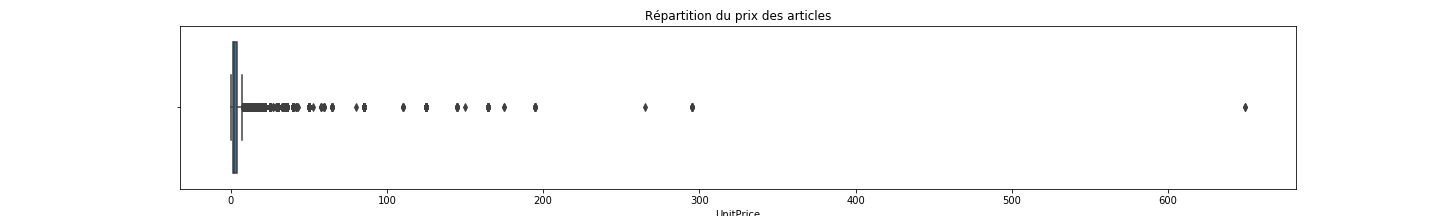 Répartition du prix des articles
0 100 200 300 400 500 600
UnitPrice